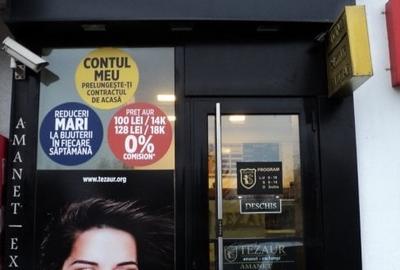 CONTUL
MEU
PRELUNGEȘTE-ȚI
CONTRACTUL
DE ACASĂ
REDUCERI
MARI
LA BIJUTERII
ÎN FIECARE
SĂPTĂMÂNA
PREȚ AUR
100 LEI / 14K
128 LEI / 18K
0%
COMISION*
www.tezaur.org
AMANET EX
PROGRAM
DESCHIS
TEZAUR
AMANET